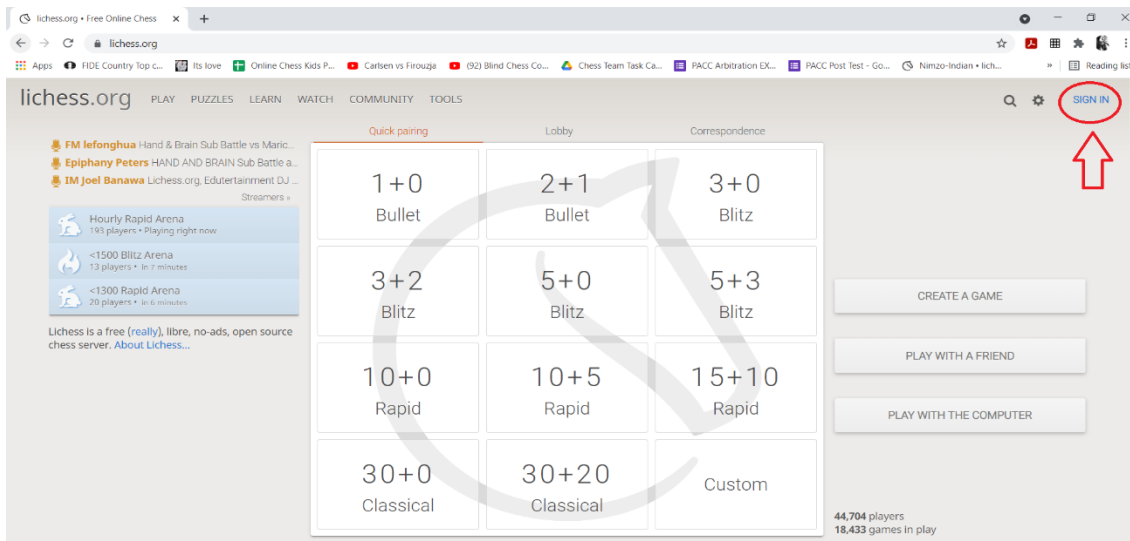 lichess.org • Free Online Chess
lichess.org
Apps FIDE Country Top c... Its love Online Chess Kids P... Carlsen vs Firouzja (92) Blind Chess Co... Chess Team Task Ca... PACC Arbitration EX... PACC Post Test - Go... Nimzo-Indian • lich... » Reading list
lichess.org PLAY PUZZLES LEARN WATCH COMMUNITY TOOLS SIGN IN
Quick pairing Lobby Correspondence
FM lefonghua Hand & Brain Sub Battle vs Maric...
Epiphany Peters HAND AND BRAIN Sub Battle a...
IM Joel Banawa Lichess.org, Edutertainment DJ ...
Streamers »
Hourly Rapid Arena
193 players • Playing right now
<1500 Blitz Arena
13 players • In 7 minutes
<1300 Rapid Arena
20 players • In 6 minutes
Lichess is a free (really), libre, no-ads, open source
chess server. About Lichess...
1+0 2+1 3+0
Bullet Bullet Blitz
3+2 5+0 5+3
Blitz Blitz Blitz
10+0 10+5 15+10
Rapid Rapid Rapid
30+0 30+20 Custom
Classical Classical
CREATE A GAME
PLAY WITH A FRIEND
PLAY WITH THE COMPUTER
44,704 players
18,433 games in play